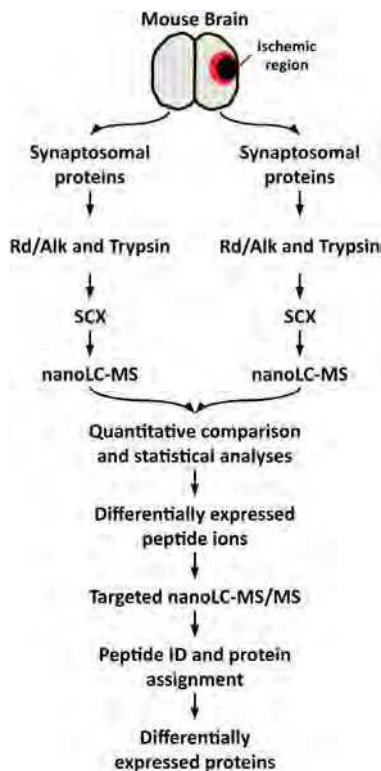 Mouse Brain
ischemic
region
Synaptosomal
proteins
Synaptosomal
proteins
Rd/Alk and Trypsin
Rd/Alk and Trypsin
SCX
SCX
nanoLC-MS
nanoLC-MS
Quantitative comparison
and statistical analyses
Differentially expressed
peptide ions
Targeted nanoLC-MS/MS
Peptide ID and protein
assignment
Differentially
expressed proteins